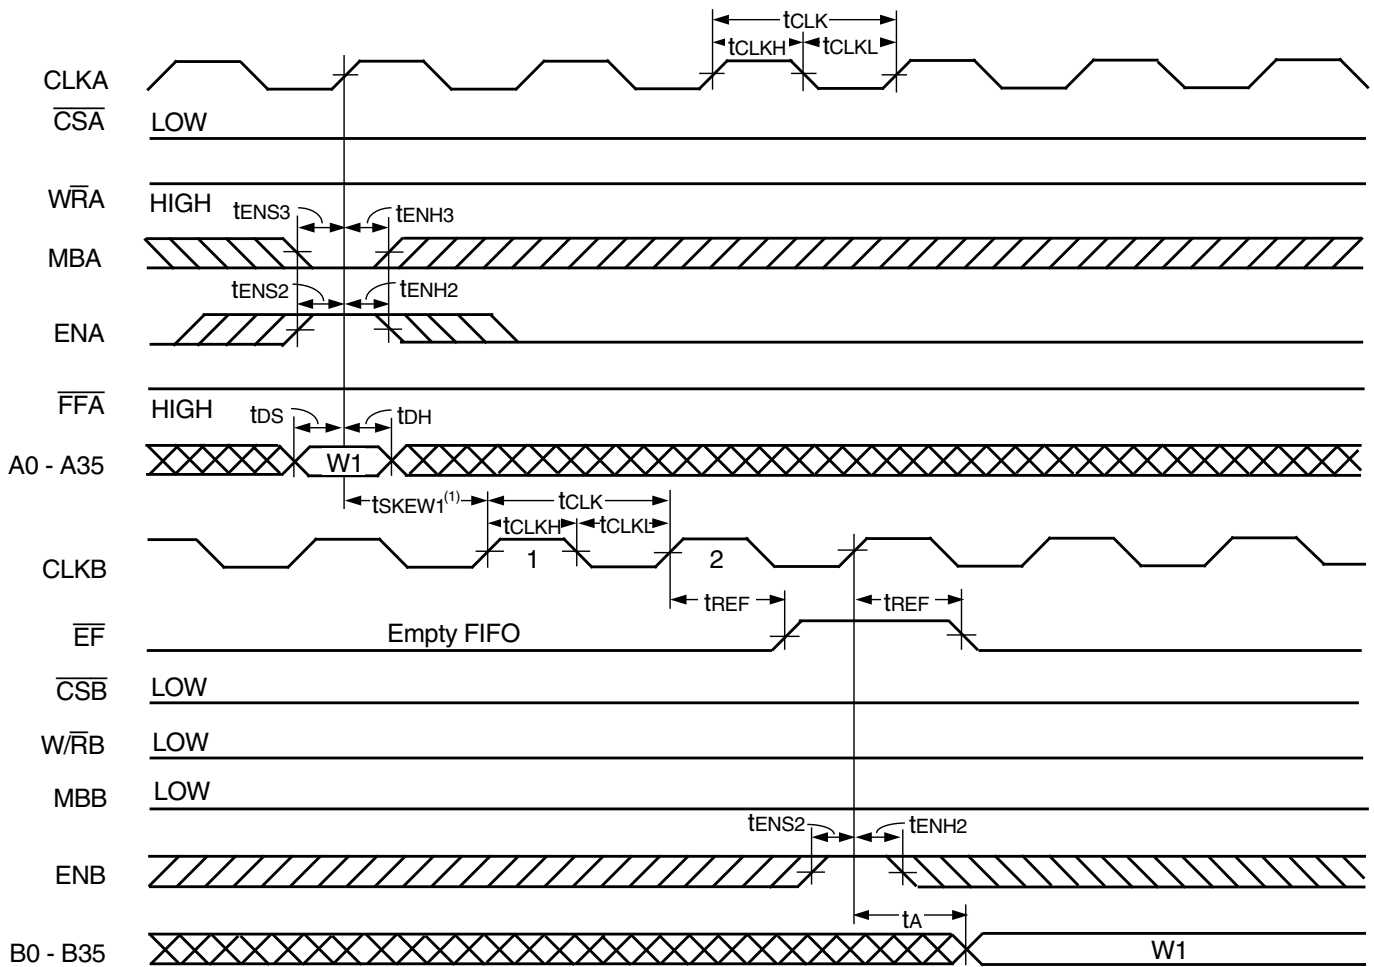 tCLK
tCLKH tCLKL
CLKA
CSA LOW
WRA HIGH
tENS3 tENH3
MBA
tENS2 tENH2
ENA
FFA HIGH
tDS tDH
A0 - A35 W1
tSKEW1(1) tCLK
tCLKH tCLKL
CLKB 1 2
tREF tREF
EF Empty FIFO
CSB LOW
W/RB LOW
MBB LOW
tENS2 tENH2
ENB
tA
B0 - B35 W1